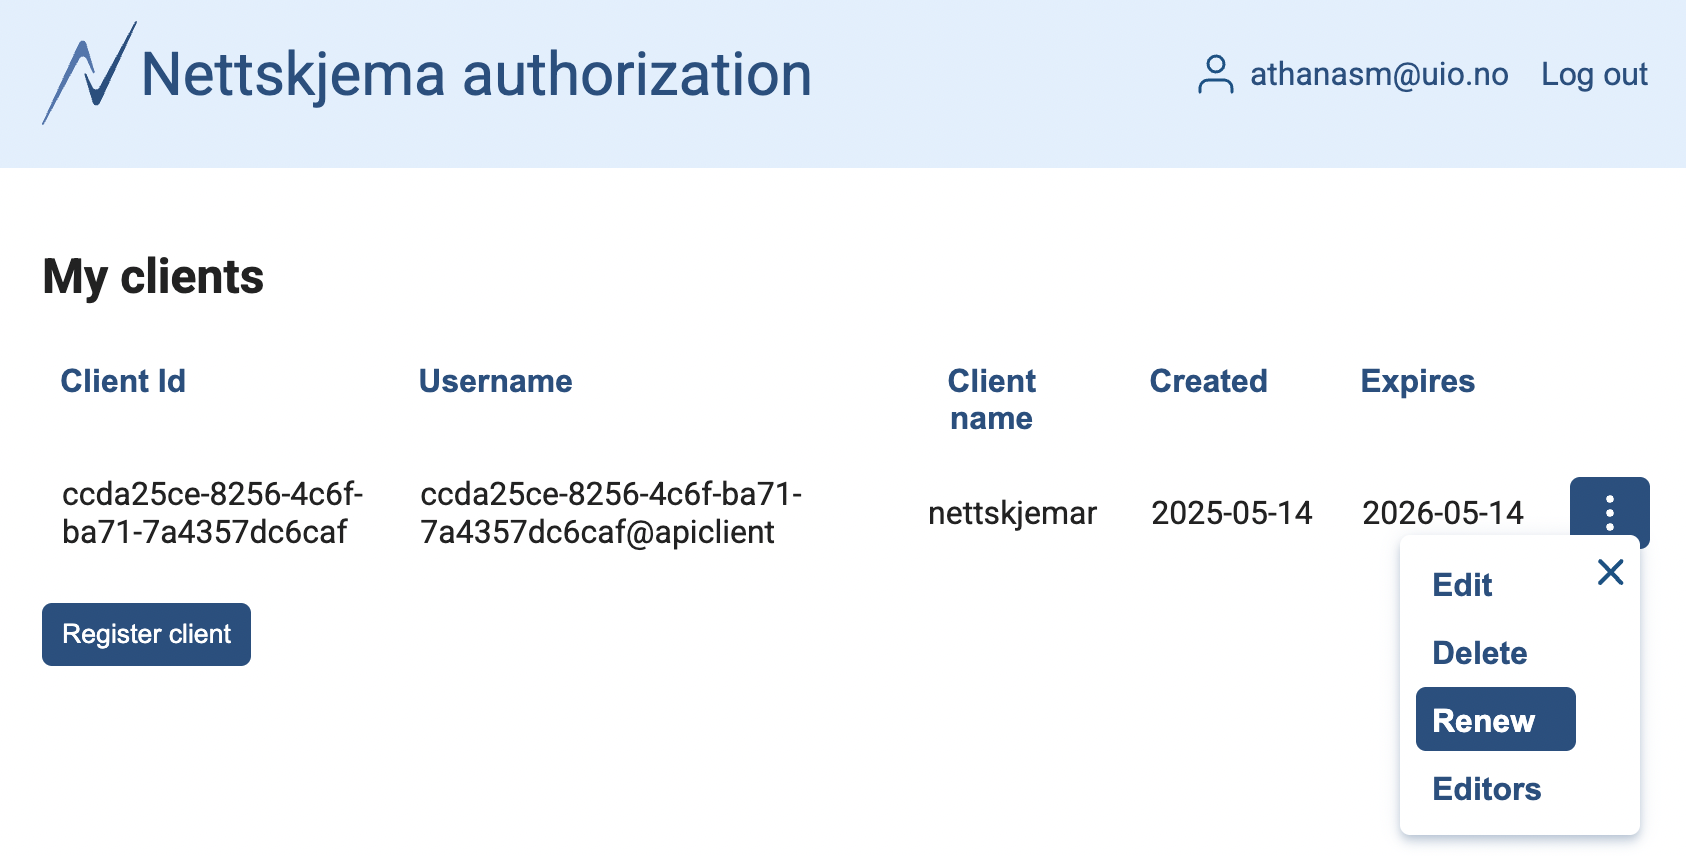 Nettskjema authorization
athanasm@uio.no Log out
My clients
Client Id Username Client name Created Expires
ccda25ce-8256-4c6f-
ba71-7a4357dc6caf
ccda25ce-8256-4c6f-ba71-
7a4357dc6caf@apiclient
nettskjemar 2025-05-14 2026-05-14
Register client
Edit
Delete
Renew
Editors